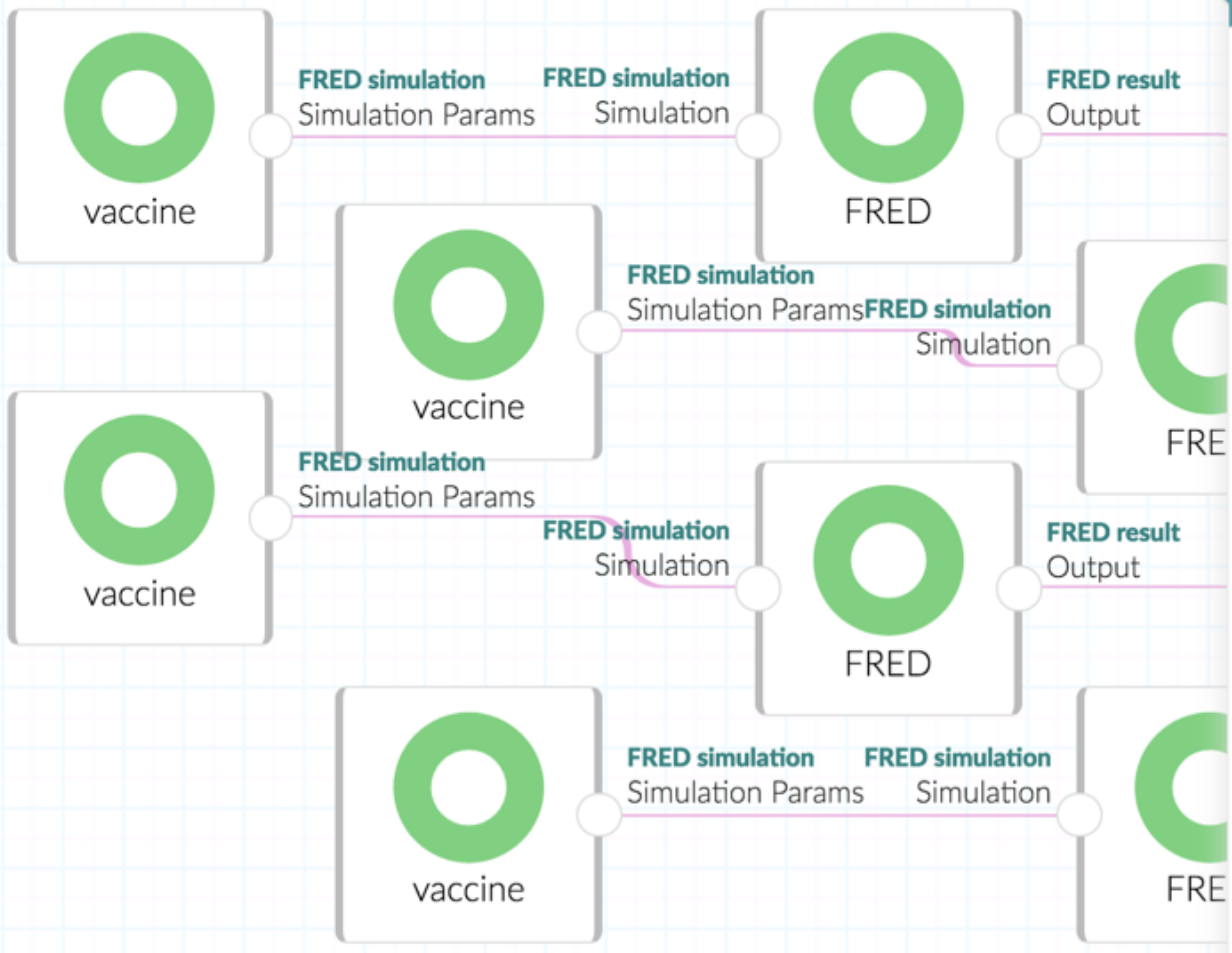 FRED simulation
Simulation Params
FRED simulation
Simulation
FRED result
Output
vaccine
FRED
FRED simulation
Simulation Params
FRED simulation
Simulation
vaccine
FRE
FRED simulation
Simulation Params
FRED simulation
Simulation
FRED result
Output
vaccine
FRED
FRED simulation
Simulation Params
FRED simulation
Simulation
vaccine
FRE